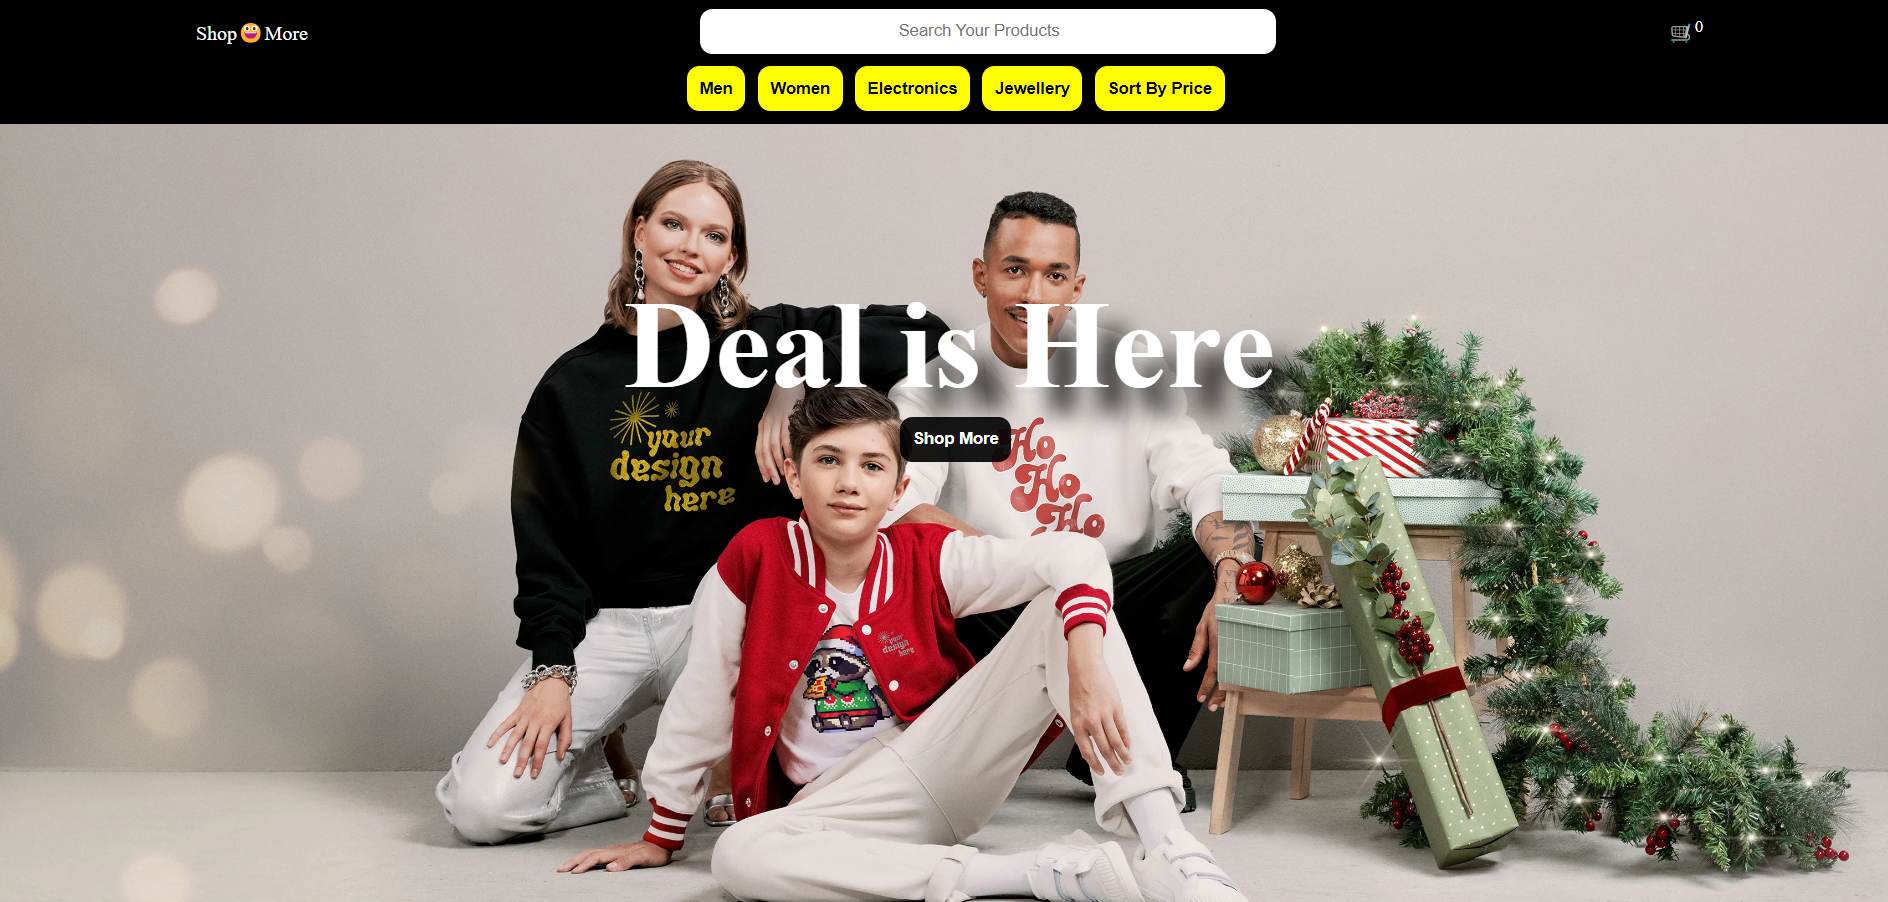 Shop😀More
Search Your Products
0
Men
Women
Electronics
Jewellery
Sort By Price
Deal is Here
Shop More
your
design
here
Ho
Ho
Ho
your
design
here